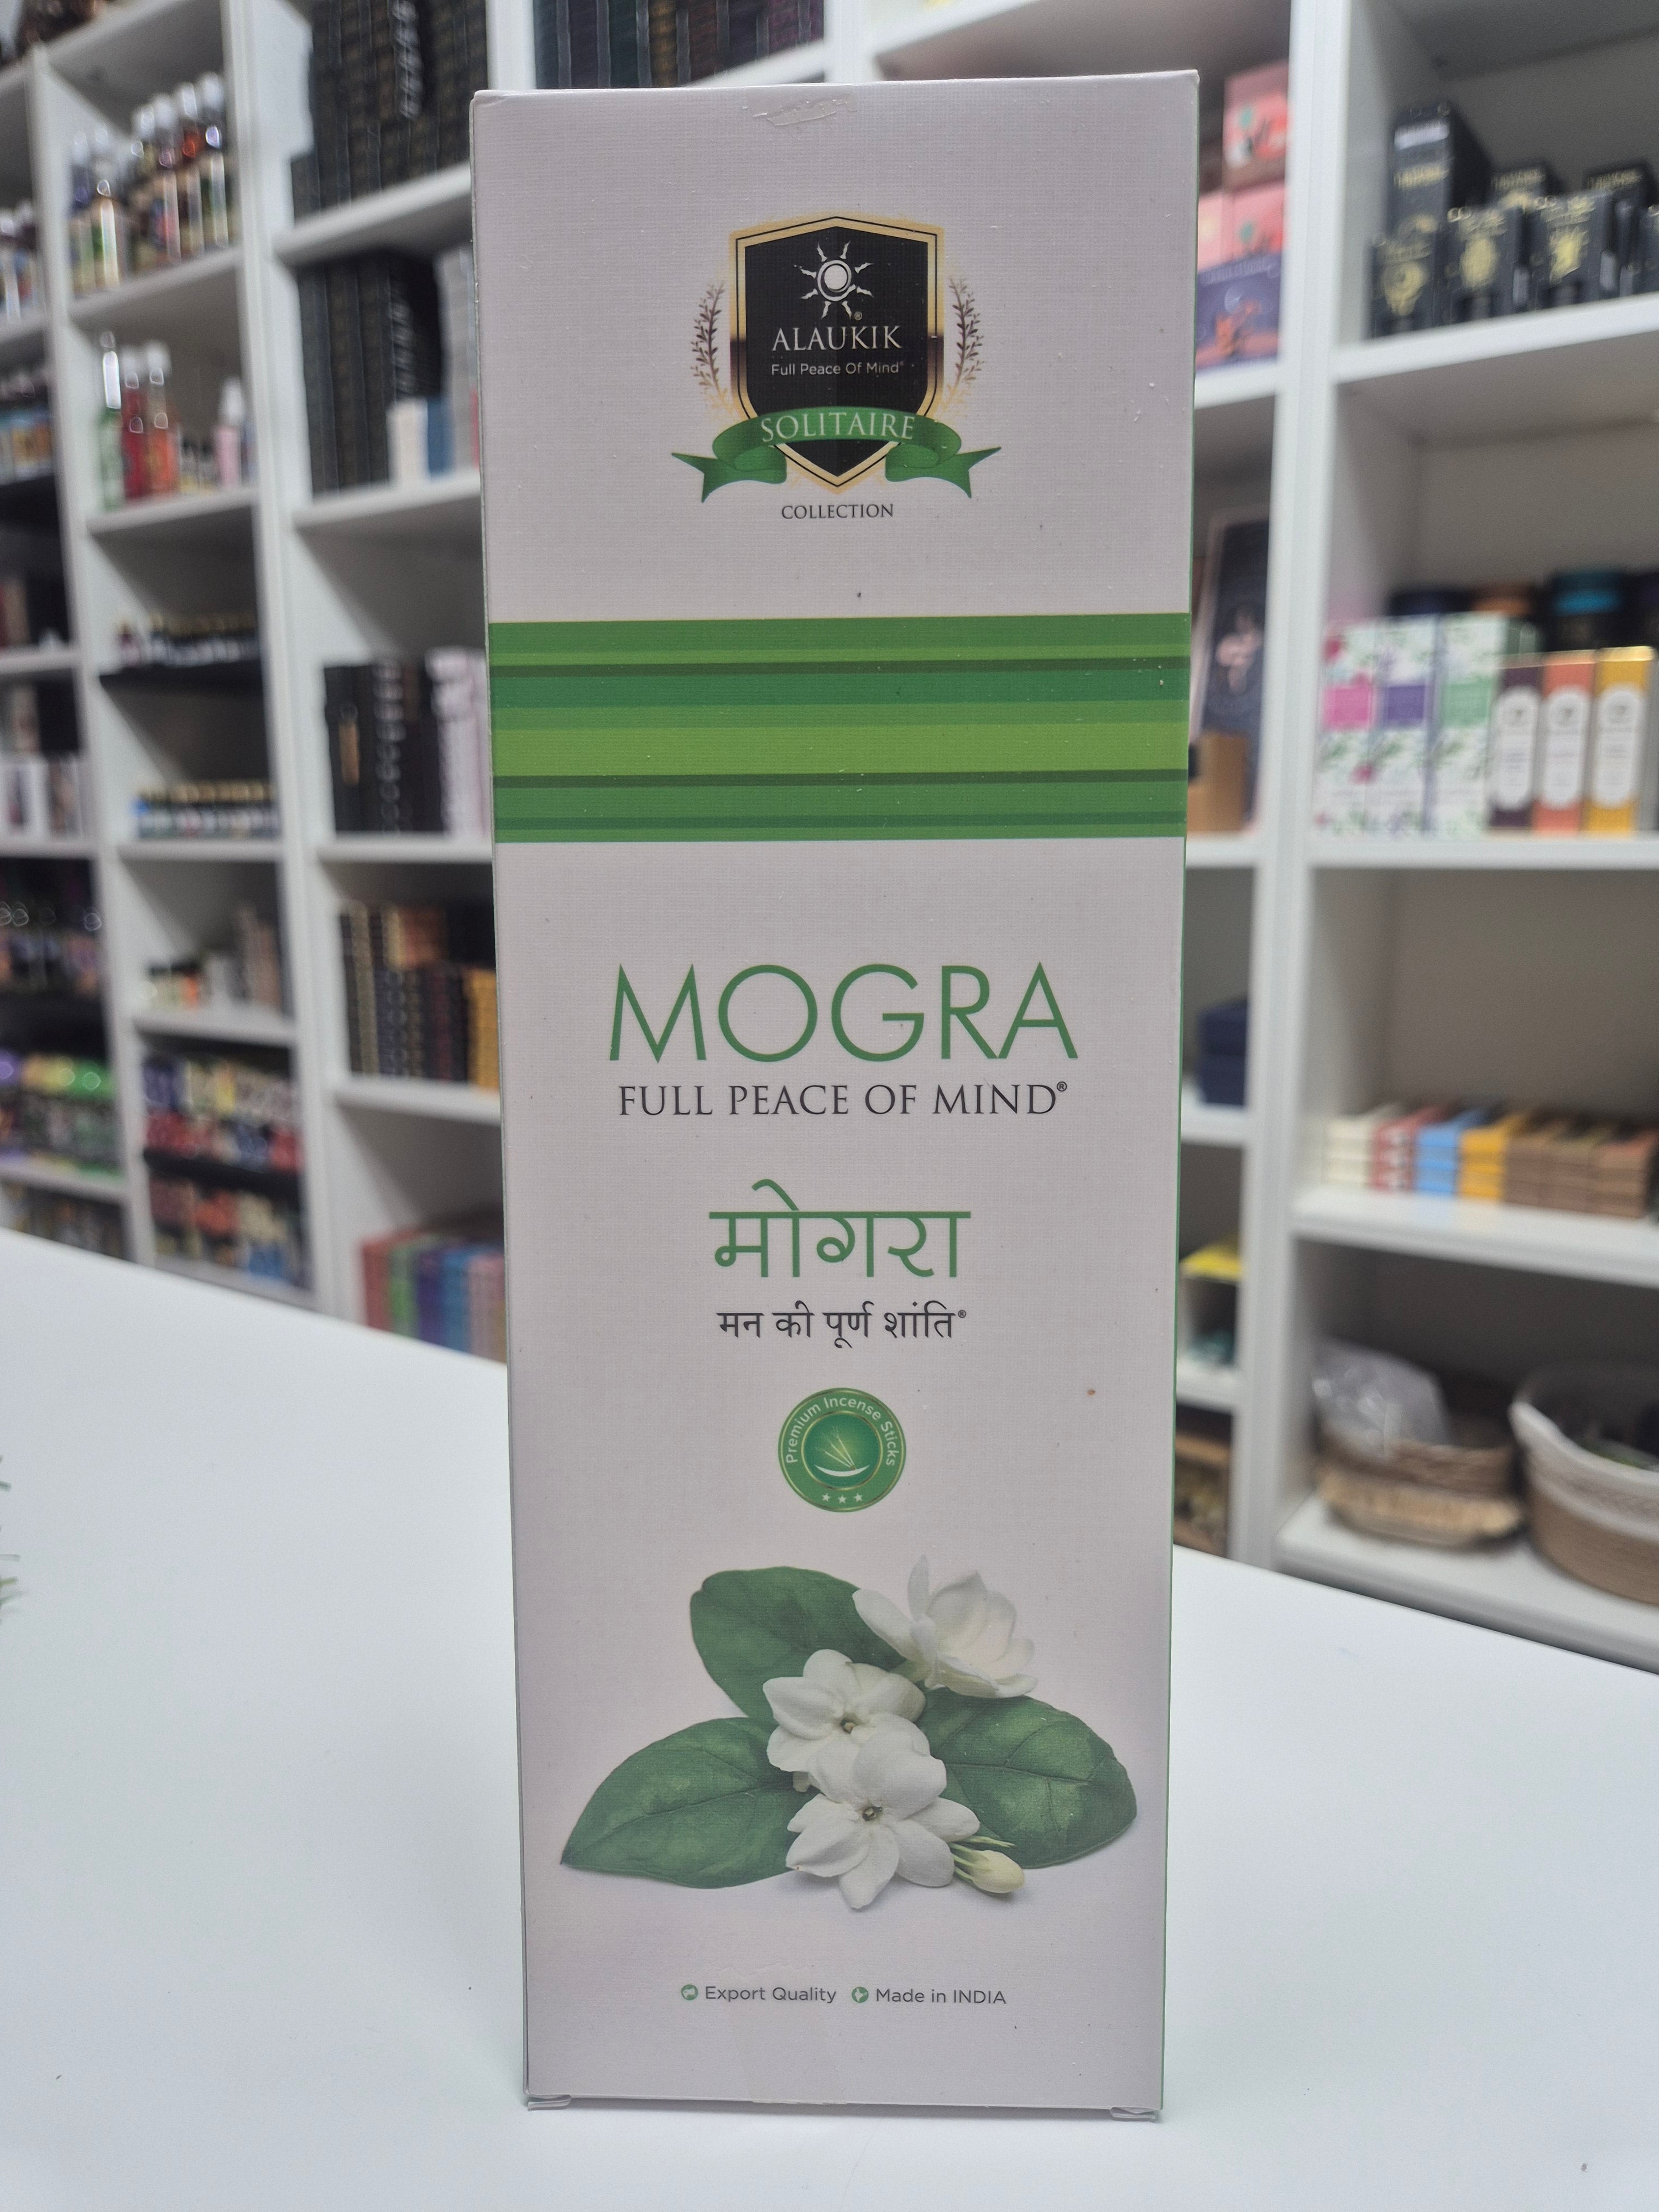 ALAUKIK®
Full Peace Of Mind®
SOLITAIRE
COLLECTION
MOGRA
FULL PEACE OF MIND®
मोगरा
मन की पूर्ण शांति®
Premium Incense Sticks
Export Quality Made in INDIA